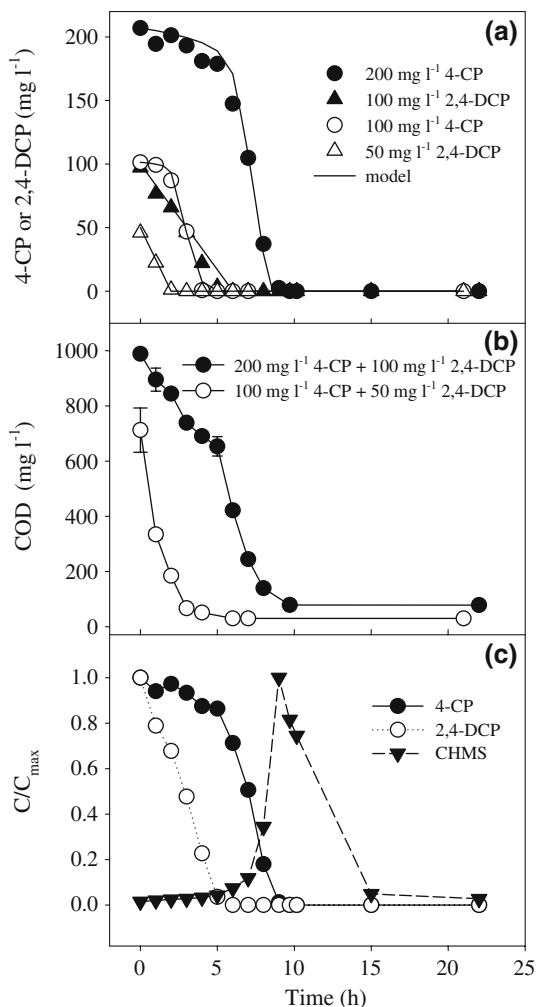 (a)
200
150
100
50
0
4-CP or 2,4-DCP (mg l⁻¹)
200 mg l⁻¹ 4-CP
100 mg l⁻¹ 2,4-DCP
100 mg l⁻¹ 4-CP
50 mg l⁻¹ 2,4-DCP
model
(b)
1000
800
600
400
200
0
COD (mg l⁻¹)
200 mg l⁻¹ 4-CP + 100 mg l⁻¹ 2,4-DCP
100 mg l⁻¹ 4-CP + 50 mg l⁻¹ 2,4-DCP
(c)
1.0
0.8
0.6
0.4
0.2
0.0
C/Cmax
4-CP
2,4-DCP
CHMS
0 5 10 15 20 25
Time (h)